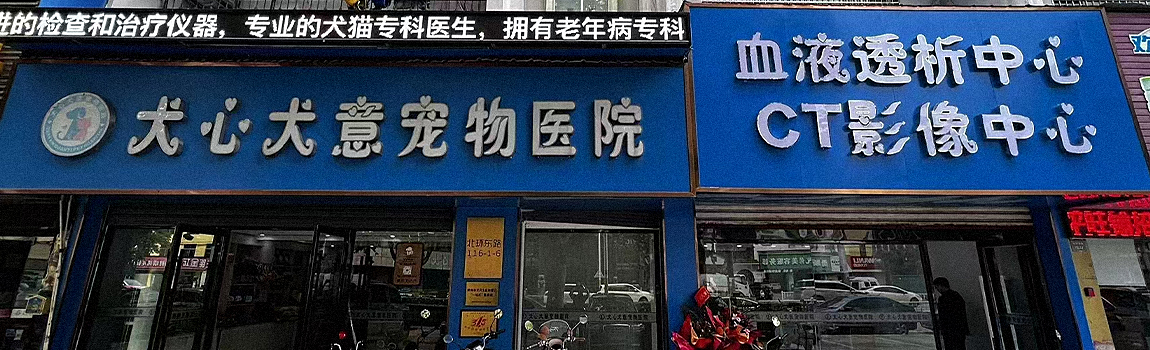 进的检查和治疗仪器，专业的犬猫专科医生，拥有老年病专科
犬心犬意宠物医院
血液透析中心
CT影像中心
北环东路
116-1-6
315